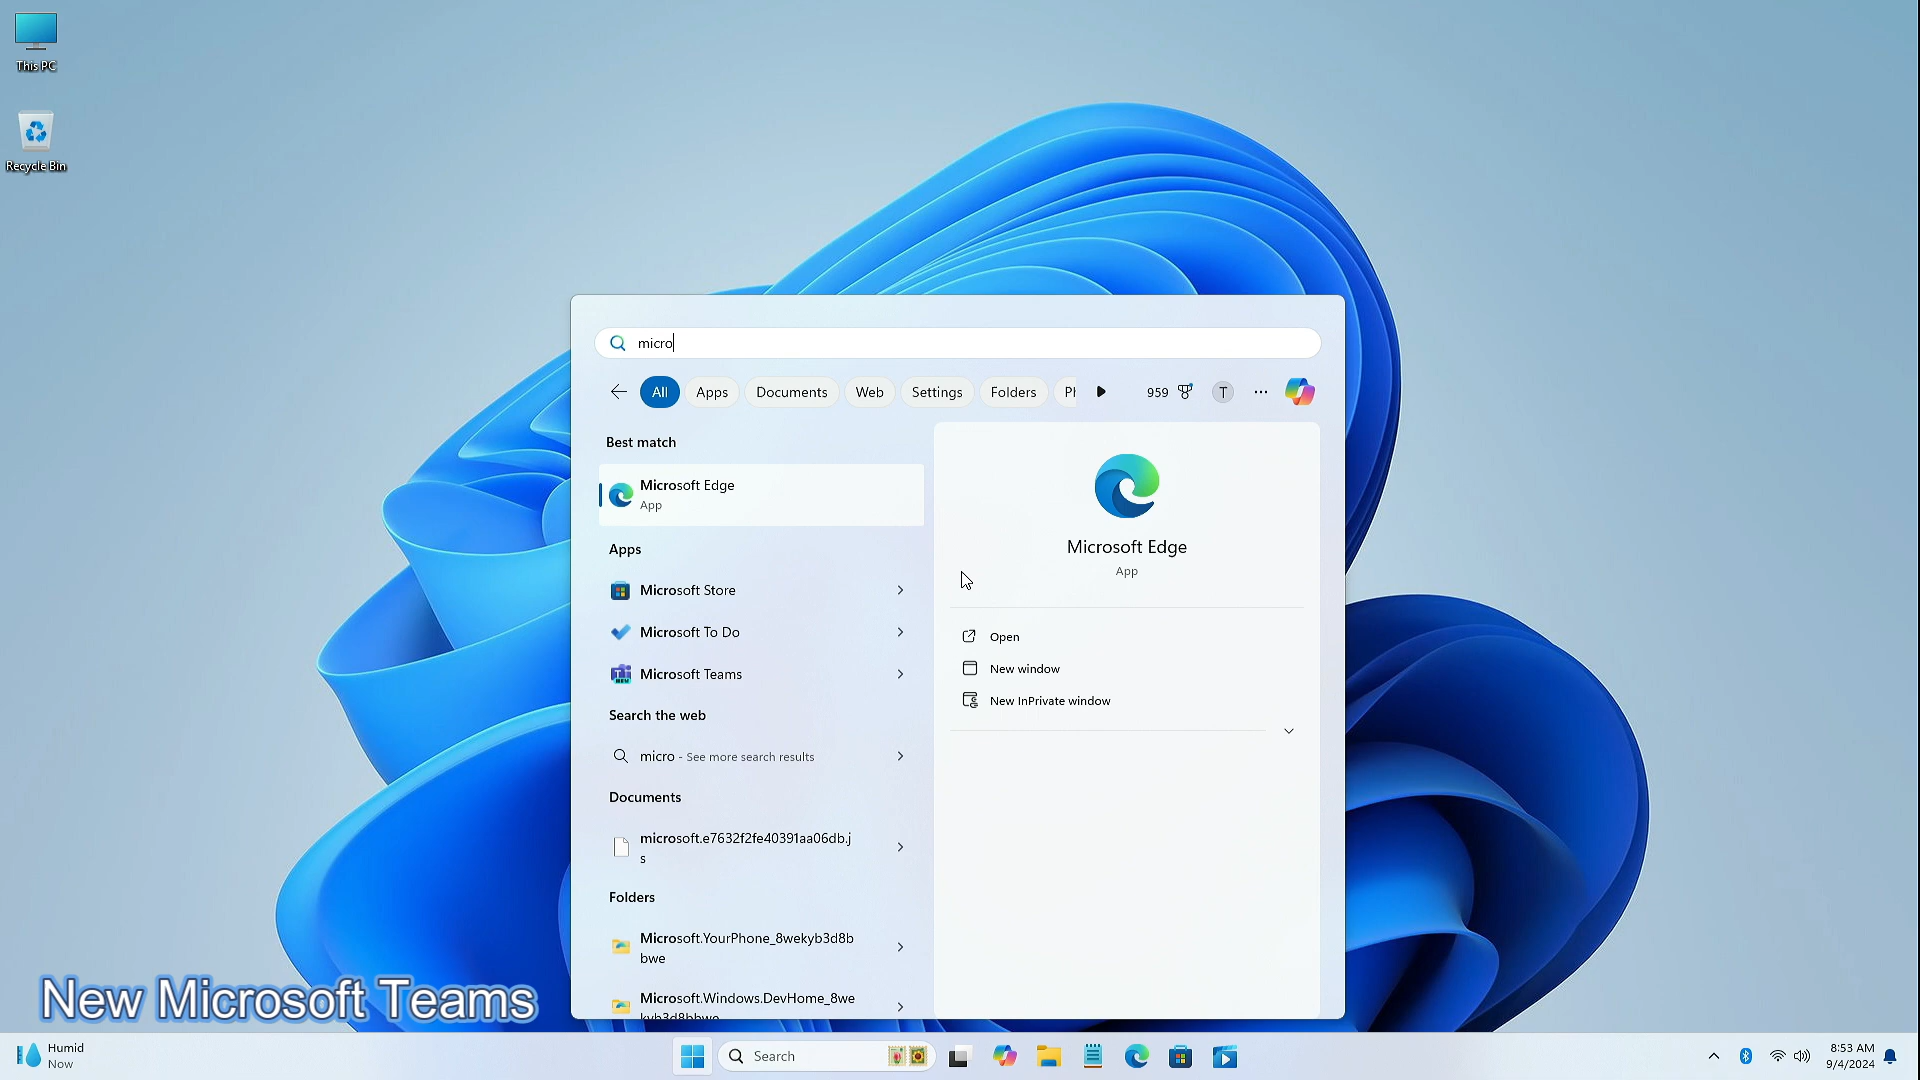 This PC
Recycle Bin
micro
All Apps Documents Web Settings Folders 959 T
Best match
Microsoft Edge
App
Apps
Microsoft Store
Microsoft To Do
Microsoft Teams
Search the web
micro - See more search results
Documents
microsoft.e7632f2fe40391aa06db.j
s
Folders
Microsoft.YourPhone_8wekyb3d8b
bwe
Microsoft.Windows.DevHome_8we
kyb3d8bbwe
Microsoft Edge
App
Open
New window
New InPrivate window
New Microsoft Teams
Humid
Now
Search
8:53 AM
9/4/2024